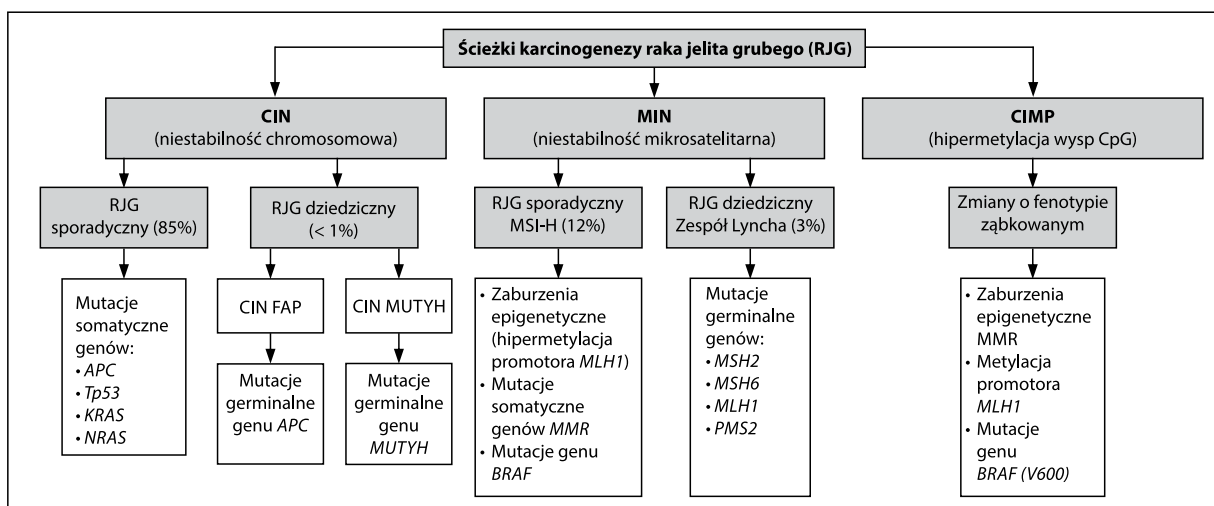 Ścieżki karcinogenezy raka jelita grubego (RJG)
CIN
(niestabilność chromosomowa)
MIN
(niestabilność mikrosatelitarna)
CIMP
(hipermetylacja wysp CpG)
RJG
sporadyczny (85%)
RJG dziedziczny
(< 1%)
RJG sporadyczny
MSI-H (12%)
RJG dziedziczny
Zespół Lyncha (3%)
Zmiany o fenotypie
ząbkowanym
Mutacje
somatyczne
genów:
• APC
• Tp53
• KRAS
• NRAS
CIN FAP
Mutacje
germinalne
genu APC
CIN MUTYH
Mutacje
germinalne
genu
MUTYH
• Zaburzenia
epigenetyczne
(hipermetylacja
promotora MLH1)
• Mutacje
somatyczne
genów MMR
• Mutacje genu
BRAF
Mutacje
germinalne
genów:
• MSH2
• MSH6
• MLH1
• PMS2
• Zaburzenia
epigenetyczne
MMR
• Metylacja
promotora
MLH1
• Mutacje
genu
BRAF (V600)